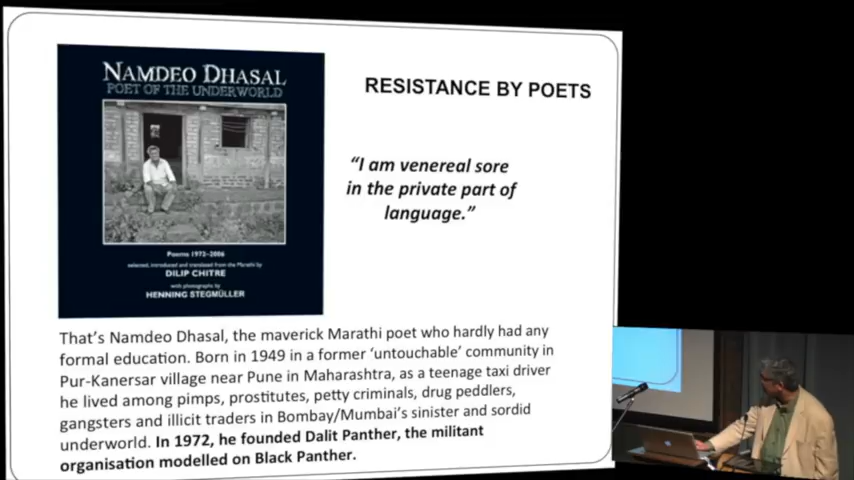 NAMDEO DHASAL
POET OF THE UNDERWORLD
Poems 1972–2006
selected, introduced and translated from the Marathi by
DILIP CHITRE
with photographs by
HENNING STEGMÜLLER
RESISTANCE BY POETS
“I am venereal sore
in the private part of
language.”
That’s Namdeo Dhasal, the maverick Marathi poet who hardly had any
formal education. Born in 1949 in a former ‘untouchable’ community in
Pur-Kanersar village near Pune in Maharashtra, as a teenage taxi driver
he lived among pimps, prostitutes, petty criminals, drug peddlers,
gangsters and illicit traders in Bombay/Mumbai’s sinister and sordid
underworld. In 1972, he founded Dalit Panther, the militant
organisation modelled on Black Panther.